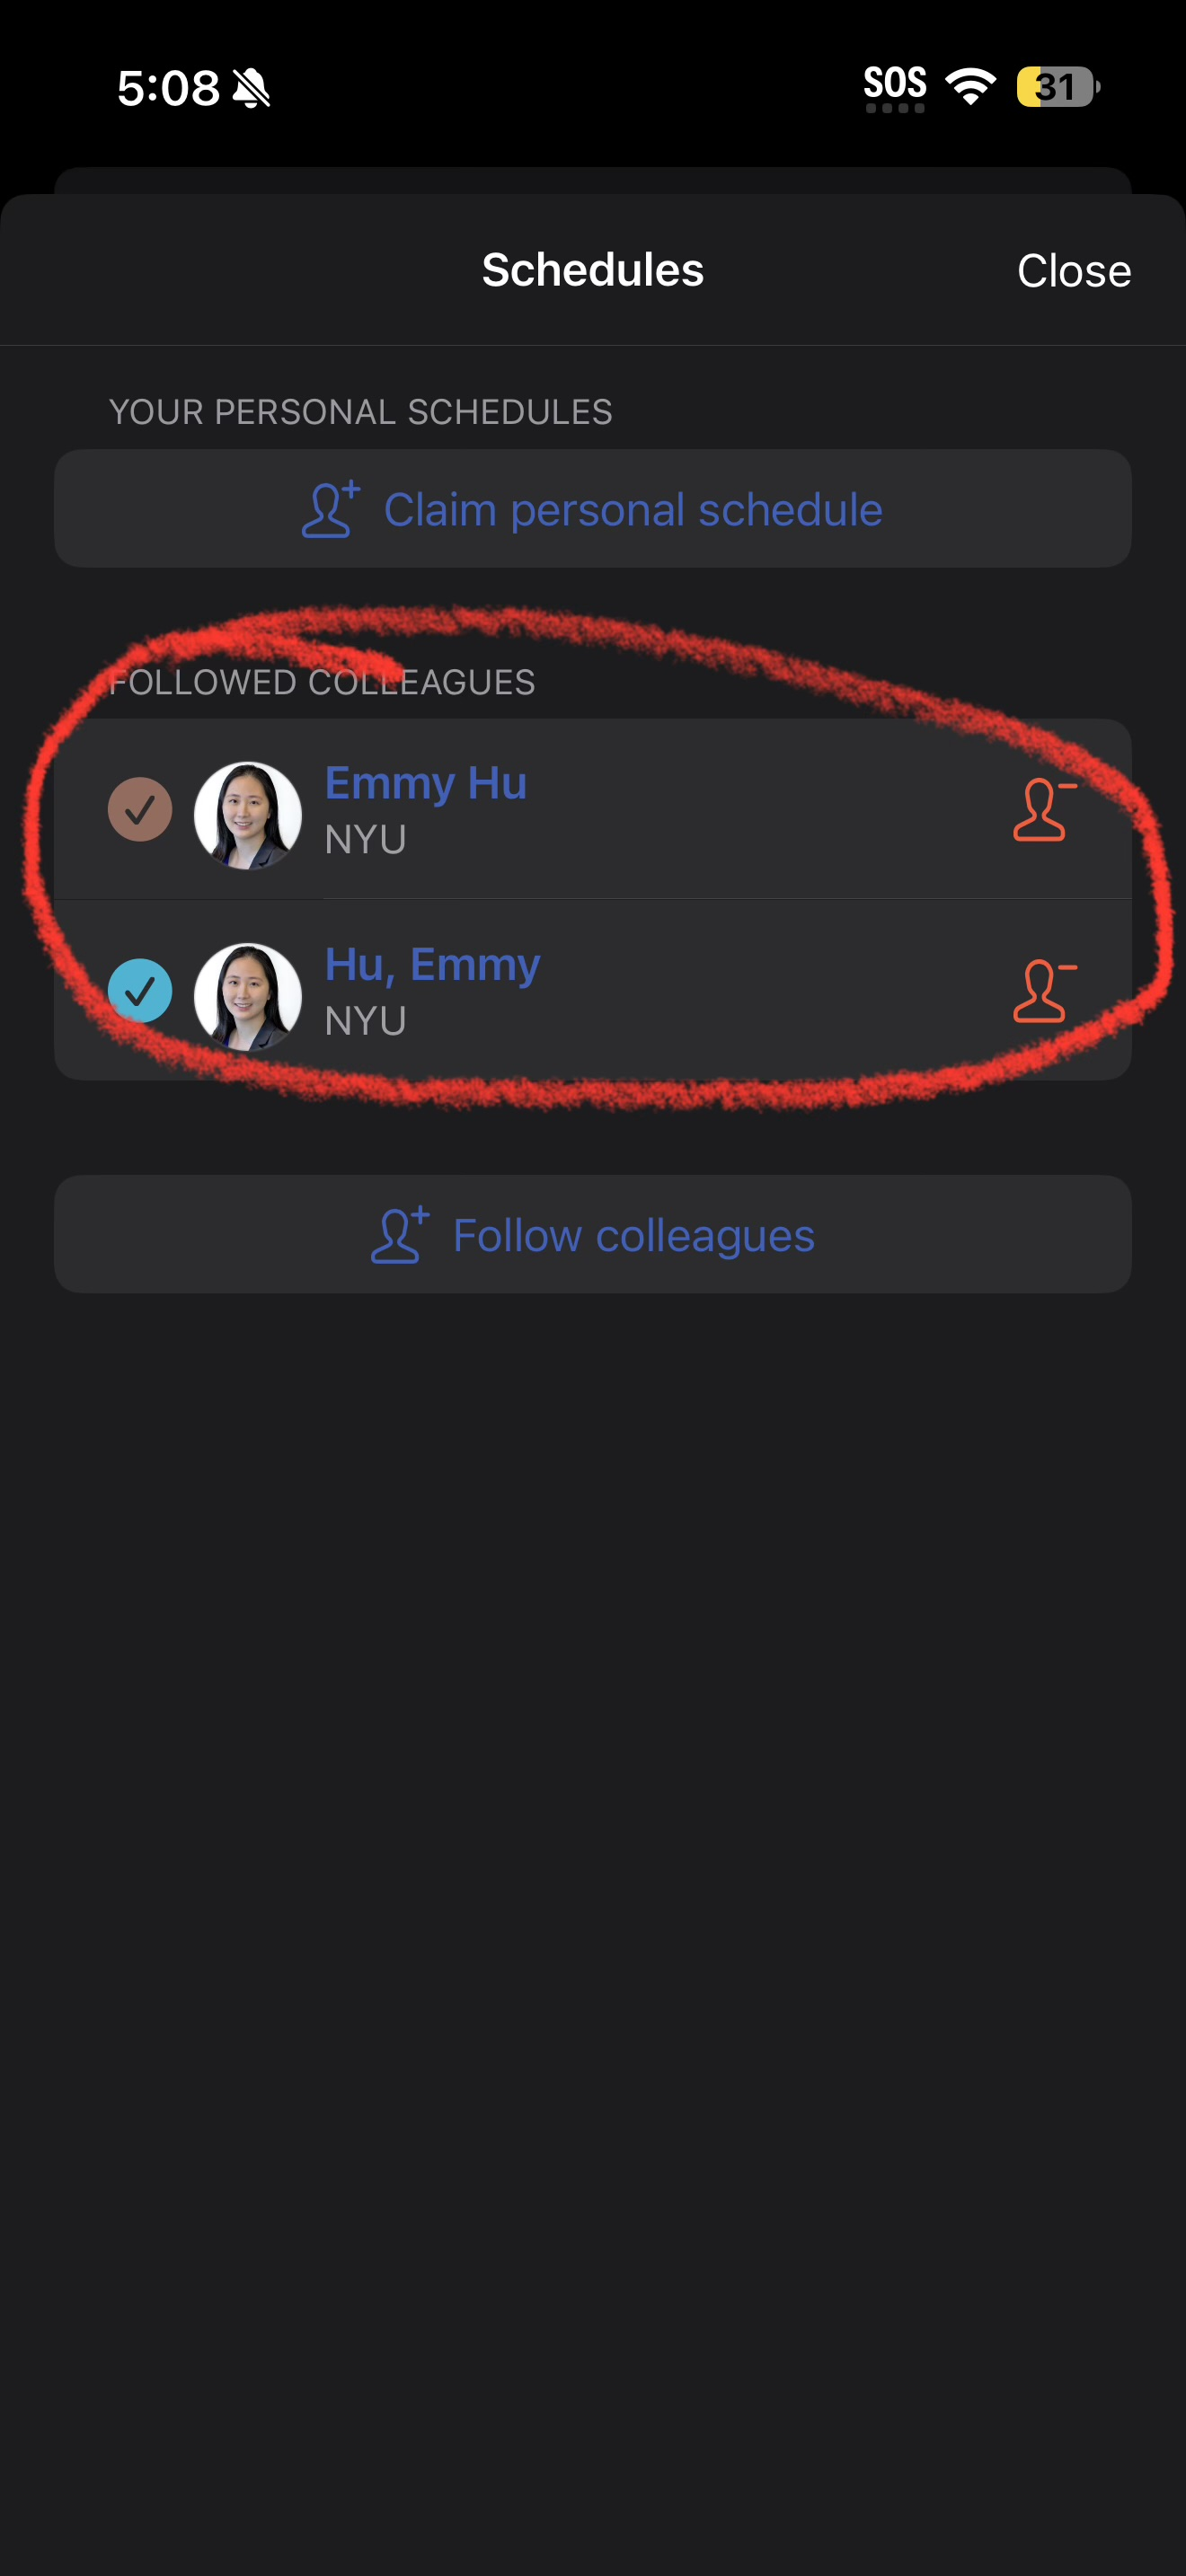 5:08 SOS 31
Schedules Close
YOUR PERSONAL SCHEDULES
Claim personal schedule
FOLLOWED COLLEAGUES
Emmy Hu
NYU
Hu, Emmy
NYU
Follow colleagues